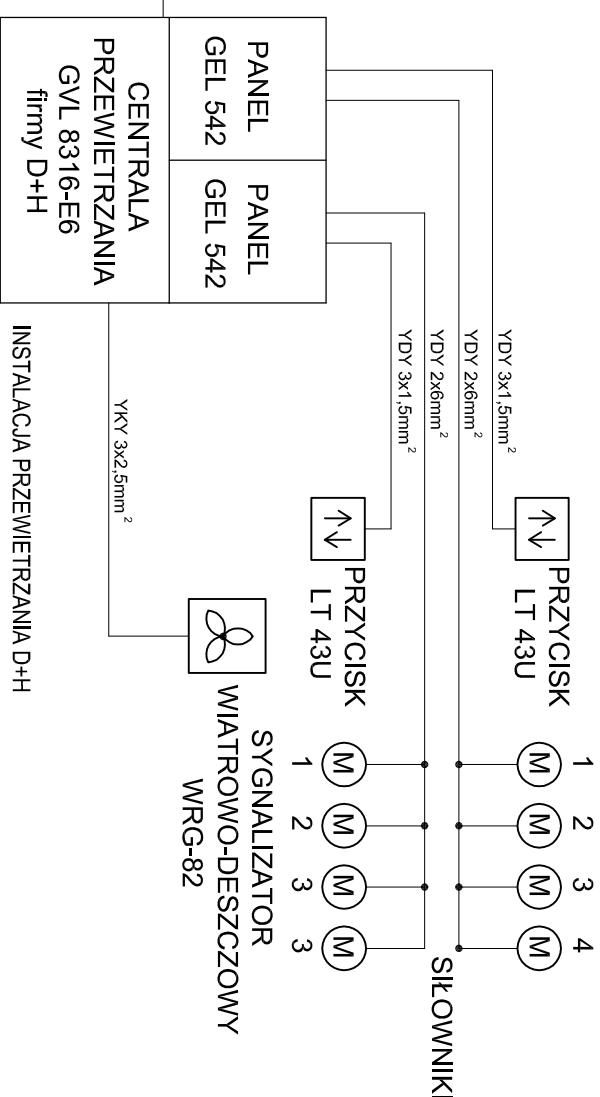 PANEL
GEL 542
PANEL
GEL 542
CENTRALA
PRZEWIETRZANIA
GVL 8316-E6
firmy D+H
YDY 3x1,5mm²
YDY 2x6mm²
YDY 2x6mm²
YDY 3x1,5mm²
YKY 3x2,5mm²
PRZYCISK
LT 43U
PRZYCISK
LT 43U
1 2 3 4
M M M M
SIŁOWNIKI
M M M M
1 2 3 3
SYGNALIZATOR
WIATROWO-DESZCZOWY
WRG-82
INSTALACJA PRZEWIETRZANIA D+H